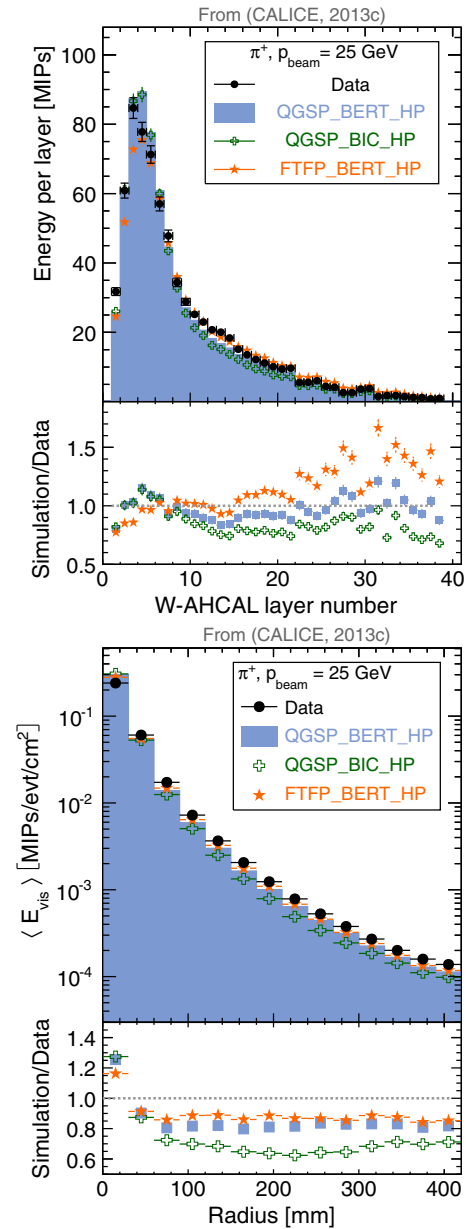 From (CALICE, 2013c)
π+, p_beam = 25 GeV
Data
QGSP_BERT_HP
QGSP_BIC_HP
FTFP_BERT_HP
Energy per layer [MIPs]
100
80
60
40
20
Simulation/Data
1.5
1.0
0.5
0 10 20 30 40
W-AHCAL layer number
From (CALICE, 2013c)
π+, p_beam = 25 GeV
Data
QGSP_BERT_HP
QGSP_BIC_HP
FTFP_BERT_HP
⟨ E_vis ⟩ [MIPs/evt/cm²]
10⁻¹
10⁻²
10⁻³
10⁻⁴
Simulation/Data
1.4
1.2
1.0
0.8
0.6
0 100 200 300 400
Radius [mm]